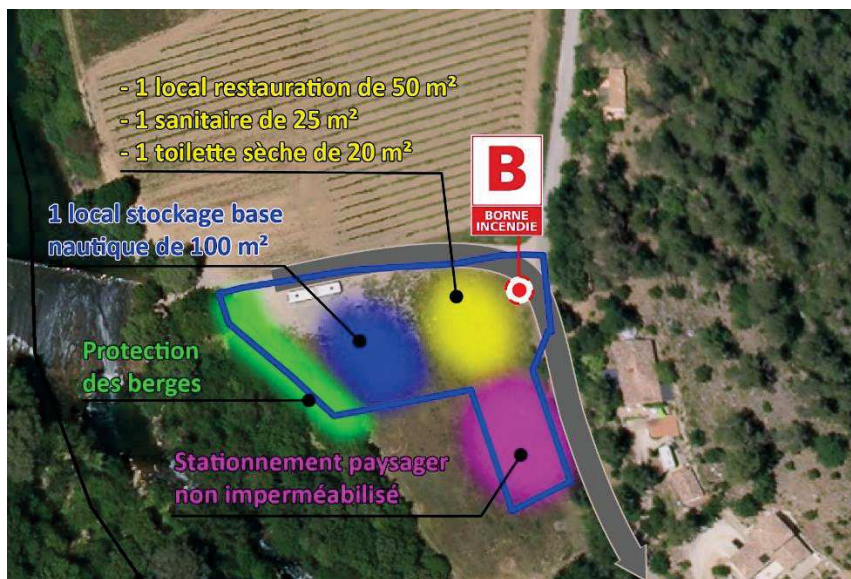 - 1 local restauration de 50 m²
- 1 sanitaire de 25 m²
- 1 toilette sèche de 20 m²
B
BORNE
INCENDIE
1 local stockage base
nautique de 100 m²
Protection
des berges
Stationnement paysager
non imperméabilisé